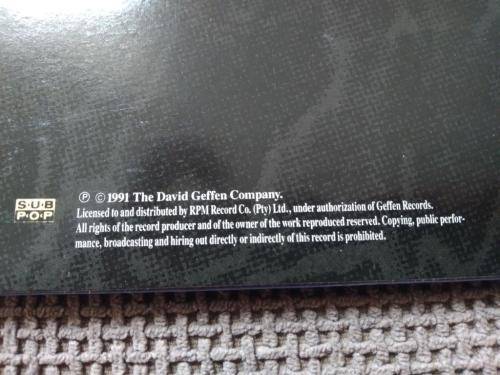 SUB
POP
℗ © 1991 The David Geffen Company.
Licensed to and distributed by RPM Record Co. (Pty) Ltd., under authorization of Geffen Records.
All rights of the record producer and of the owner of the work reproduced reserved. Copying, public perfor-
mance, broadcasting and hiring out directly or indirectly of this record is prohibited.